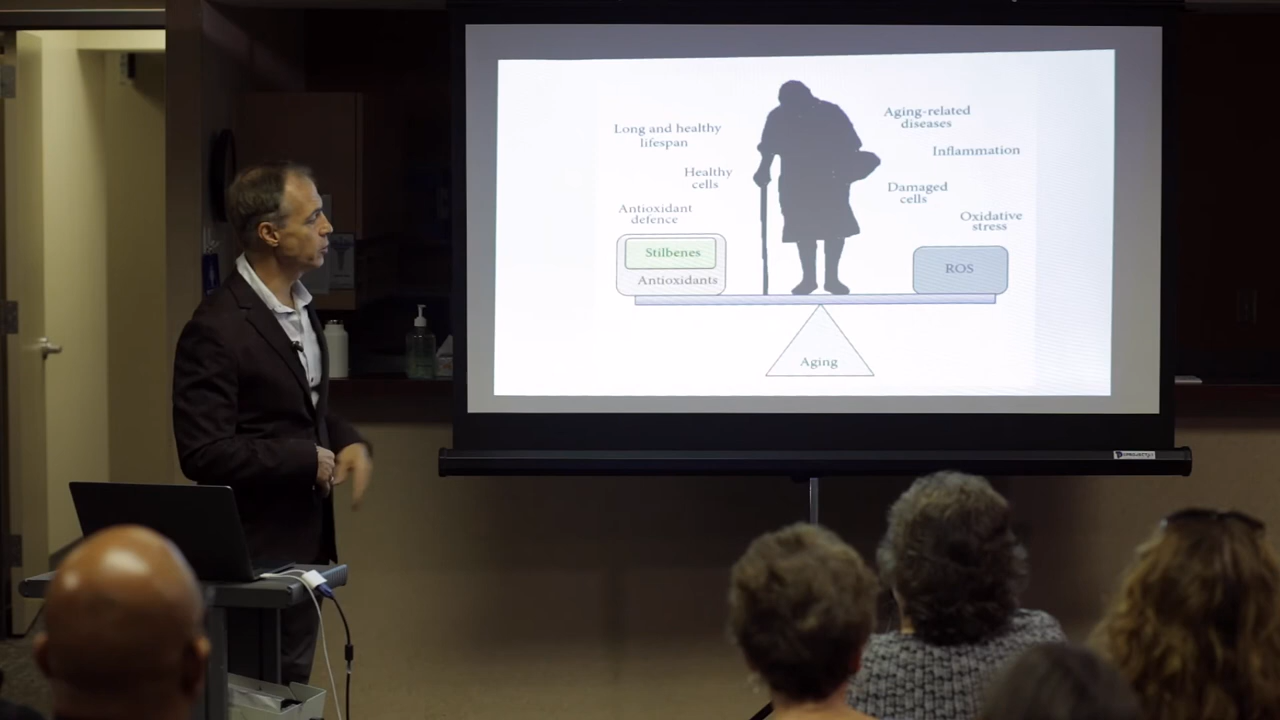 Long and healthy
lifespan
Healthy
cells
Antioxidant
defence
Stilbenes
Antioxidants
Aging-related
diseases
Inflammation
Damaged
cells
Oxidative
stress
ROS
Aging